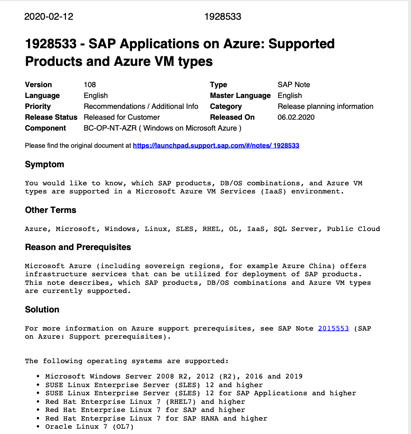 2020-02-12 1928533
1928533 - SAP Applications on Azure: Supported
Products and Azure VM types
Version 108 Type SAP Note
Language English Master Language English
Priority Recommendations / Additional Info Category Release planning information
Release Status Released for Customer Released On 06.02.2020
Component BC-OP-NT-AZR ( Windows on Microsoft Azure )
Please find the original document at https://launchpad.support.sap.com/#/notes/ 1928533
Symptom
You would like to know, which SAP products, DB/OS combinations, and Azure VM
types are supported in a Microsoft Azure VM Services (IaaS) environment.
Other Terms
Azure, Microsoft, Windows, Linux, SLES, RHEL, OL, IaaS, SQL Server, Public Cloud
Reason and Prerequisites
Microsoft Azure (including sovereign regions, for example Azure China) offers
infrastructure services that can be utilized for deployment of SAP products.
This note describes, which SAP products, DB/OS combinations and Azure VM types
are currently supported.
Solution
For more information on Azure support prerequisites, see SAP Note 2015553 (SAP
on Azure: Support prerequisites).
The following operating systems are supported:
• Microsoft Windows Server 2008 R2, 2012 (R2), 2016 and 2019
• SUSE Linux Enterprise Server (SLES) 12 and higher
• SUSE Linux Enterprise Server (SLES) 12 for SAP Applications and higher
• Red Hat Enterprise Linux 7 (RHEL7) and higher
• Red Hat Enterprise Linux 7 for SAP and higher
• Red Hat Enterprise Linux 7 for SAP HANA and higher
• Oracle Linux 7 (OL7)